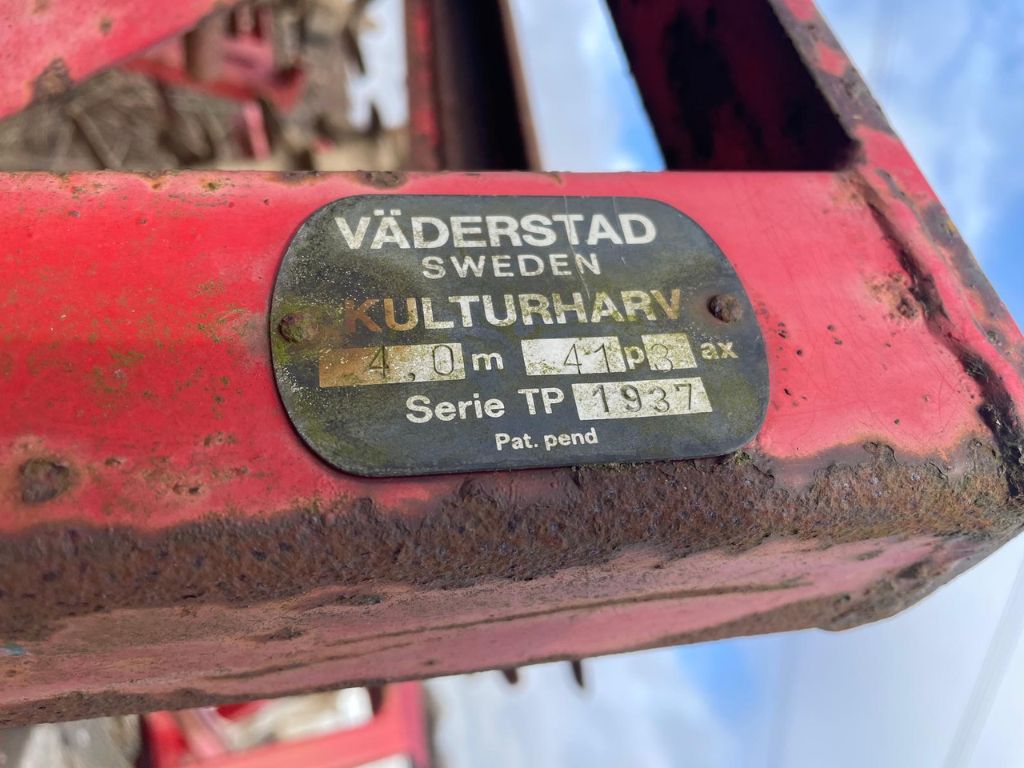 VÄDERSTAD
SWEDEN
KULTURHARV
4,0 m 41 p 3 ax
Serie TP 1937
Pat. pend